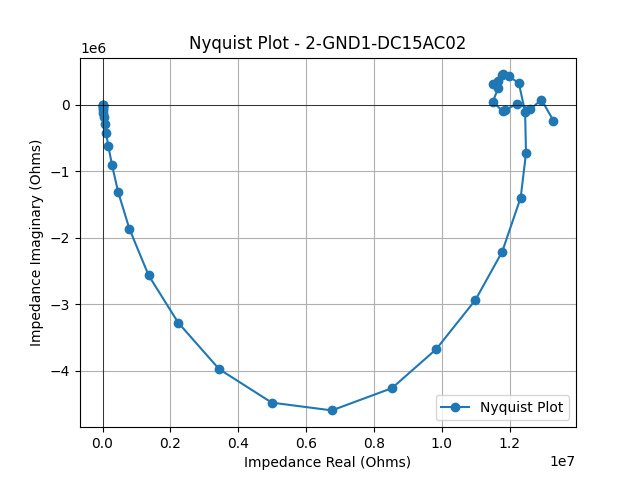 Nyquist Plot - 2-GND1-DC15AC02
1e6
0
−1
−2
−3
−4
Impedance Imaginary (Ohms)
Nyquist Plot
0.0 0.2 0.4 0.6 0.8 1.0 1.2
1e7
Impedance Real (Ohms)